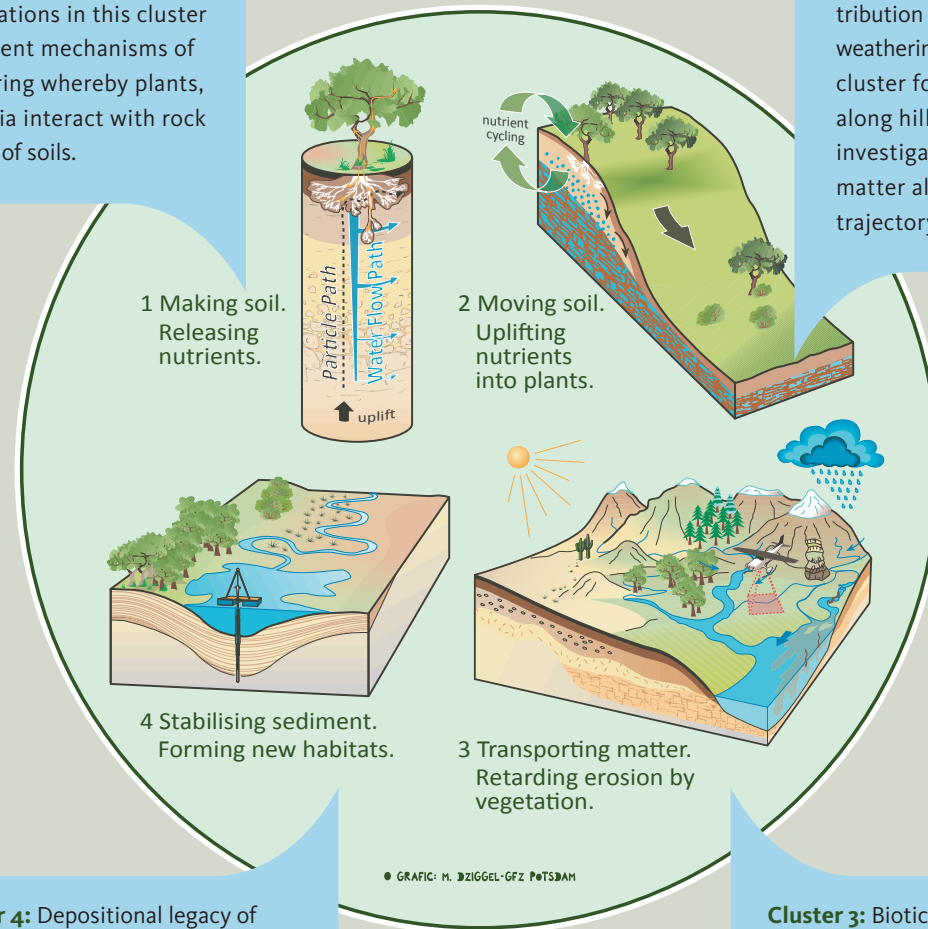 ations in this cluster
ent mechanisms of
ring whereby plants,
ia interact with rock
of soils.
tribution
weatherin
cluster fo
along hill
investiga
matter al
trajectory
nutrient
cycling
Particle Path
Water Flow Path
uplift
1 Making soil.
Releasing
nutrients.
2 Moving soil.
Uplifting
nutrients
into plants.
4 Stabilising sediment.
Forming new habitats.
3 Transporting matter.
Retarding erosion by
vegetation.
● GRAFIC: M. DZIGGEL-GFZ POTSDAM
r 4: Depositional legacy of
Cluster 3: Biotic